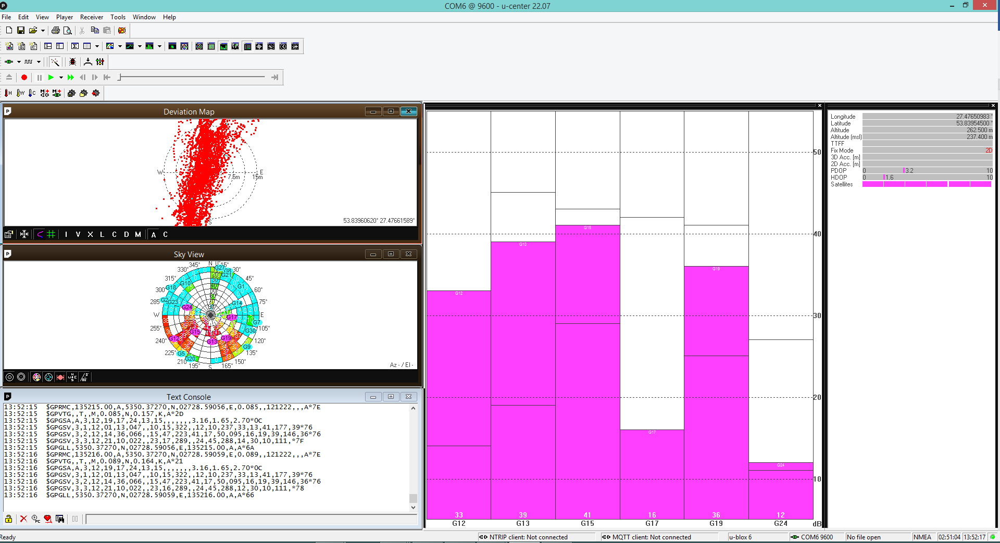 COM6 @ 9600 - u-center 22.07
File Edit View Player Receiver Tools Window Help
Deviation Map
W E
7.5m 15m
S
53.83960620° 27.47661589°
I V X L C D M A C
Sky View
N
345° 15°
330° 30°
315° 45°
300 60°
285 75°
W E
255° 105°
240° 120°
225° 135°
210 150°
195° 165°
S
G27
G21
G10
G18
G1
G23
G14
G24
G17
G7
G15
G30
G12
G13
G19
G9
G5
G20
Az - / El -
Text Console
13:52:15 $GPRMC,135215.00,A,5350.37270,N,02728.59056,E,0.085,,121222,,,A*7E
13:52:15 $GPVTG,,T,,M,0.085,N,0.157,K,A*2D
13:52:15 $GPGSA,A,3,12,19,17,24,13,15,,,,,,,3.16,1.65,2.70*0C
13:52:15 $GPGSV,3,1,12,01,13,047,,10,15,322,,12,10,237,33,13,41,177,39*76
13:52:15 $GPGSV,3,2,12,14,36,066,,15,47,223,41,17,50,095,16,19,39,146,36*76
13:52:15 $GPGSV,3,3,12,21,10,022,,23,17,289,,24,45,288,14,30,10,111,*7F
13:52:15 $GPGLL,5350.37270,N,02728.59056,E,135215.00,A,A*6A
13:52:16 $GPRMC,135216.00,A,5350.37270,N,02728.59059,E,0.089,,121222,,,A*7E
13:52:16 $GPVTG,,T,,M,0.089,N,0.164,K,A*21
13:52:16 $GPGSA,A,3,12,19,17,24,13,15,,,,,,,3.16,1.65,2.70*0C
13:52:16 $GPGSV,3,1,12,01,13,047,,10,15,322,,12,10,237,33,13,41,177,39*76
13:52:16 $GPGSV,3,2,12,14,36,066,,15,47,223,41,17,50,095,16,19,39,146,36*76
13:52:16 $GPGSV,3,3,12,21,10,022,,23,16,289,,24,45,288,12,30,10,111,*78
13:52:16 $GPGLL,5350.37270,N,02728.59059,E,135216.00,A,A*66
50
40
30
20
10
G12 G13 G15 G17 G19 G24
33 39 41 16 36 12
G12 G13 G15 G17 G19 G24 dB
Longitude 27.47650983 °
Latitude 53.83954500 °
Altitude 262.500 m
Altitude (msl) 237.400 m
TTFF
Fix Mode 2D
3D Acc. [m]
2D Acc. [m]
PDOP 0 3.2 10
HDOP 0 1.6 10
Satellites
Ready NTRIP client: Not connected MQTT client: Not connected u-blox 6 COM6 9600 No file open NMEA 02:51:04 13:52:17